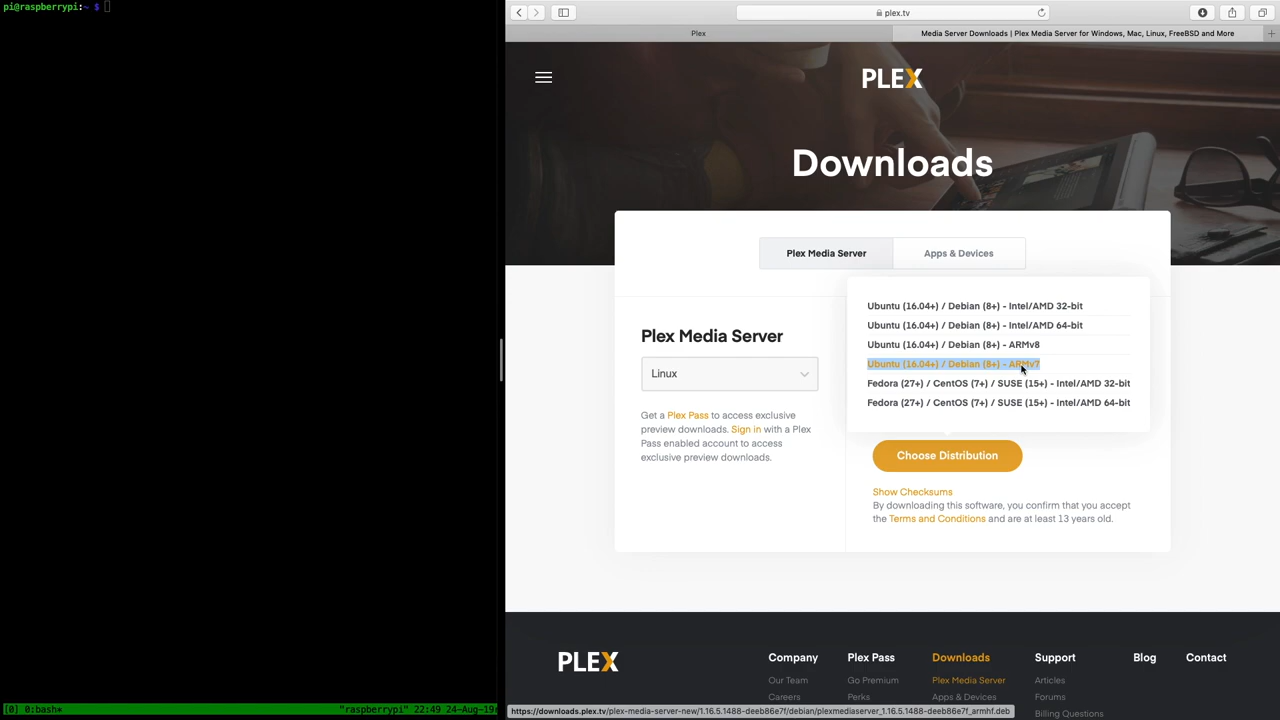 pi@raspberrypi:~ $
plex.tv
Plex
Media Server Downloads | Plex Media Server for Windows, Mac, Linux, FreeBSD and More
PLEX
Downloads
Plex Media Server
Apps & Devices
Ubuntu (16.04+) / Debian (8+) - Intel/AMD 32-bit
Ubuntu (16.04+) / Debian (8+) - Intel/AMD 64-bit
Ubuntu (16.04+) / Debian (8+) - ARMv8
Ubuntu (16.04+) / Debian (8+) - ARMv7
Fedora (27+) / CentOS (7+) / SUSE (15+) - Intel/AMD 32-bit
Fedora (27+) / CentOS (7+) / SUSE (15+) - Intel/AMD 64-bit
Plex Media Server
Linux
Get a Plex Pass to access exclusive
preview downloads. Sign in with a Plex
Pass enabled account to access
exclusive preview downloads.
Choose Distribution
Show Checksums
By downloading this software, you confirm that you accept
the Terms and Conditions and are at least 13 years old.
PLEX
Company
Our Team
Careers
Plex Pass
Go Premium
Perks
Downloads
Plex Media Server
Apps & Devices
Support
Articles
Forums
Billing Questions
Blog
Contact
[0] 0:bash*
"raspberrypi" 22:49 24-Aug-19
https://downloads.plex.tv/plex-media-server-new/1.16.5.1488-deeb86e7f/debian/plexmediaserver_1.16.5.1488-deeb86e7f_armhf.deb